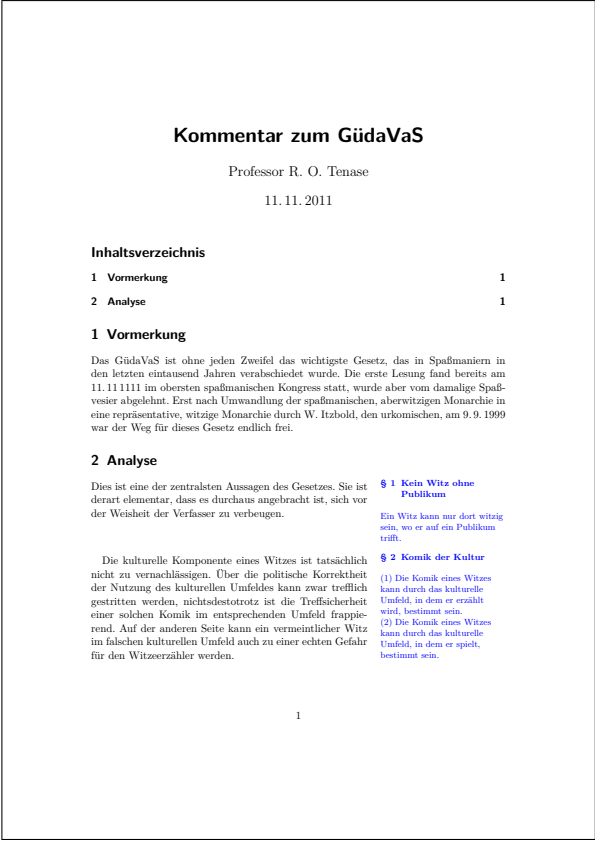 Kommentar zum GüdaVaS
Professor R. O. Tenase
11. 11. 2011
Inhaltsverzeichnis
1 Vormerkung 1
2 Analyse 1
1 Vormerkung
Das GüdaVaS ist ohne jeden Zweifel das wichtigste Gesetz, das in Spaßmaniern in
den letzten eintausend Jahren verabschiedet wurde. Die erste Lesung fand bereits am
11. 11 1111 im obersten spaßmanischen Kongress statt, wurde aber vom damalige Spaß-
vesier abgelehnt. Erst nach Umwandlung der spaßmanischen, aberwitzigen Monarchie in
eine repräsentative, witzige Monarchie durch W. Itzbold, den urkomischen, am 9. 9. 1999
war der Weg für dieses Gesetz endlich frei.
2 Analyse
Dies ist eine der zentralsten Aussagen des Gesetzes. Sie ist
derart elementar, dass es durchaus angebracht ist, sich vor
der Weisheit der Verfasser zu verbeugen.
§ 1 Kein Witz ohne
Publikum
Ein Witz kann nur dort witzig
sein, wo er auf ein Publikum
trifft.
Die kulturelle Komponente eines Witzes ist tatsächlich
nicht zu vernachlässigen. Über die politische Korrektheit
der Nutzung des kulturellen Umfeldes kann zwar trefflich
gestritten werden, nichtsdestotrotz ist die Treffsicherheit
einer solchen Komik im entsprechenden Umfeld frappie-
rend. Auf der anderen Seite kann ein vermeintlicher Witz
im falschen kulturellen Umfeld auch zu einer echten Gefahr
für den Witzeerzähler werden.
§ 2 Komik der Kultur
(1) Die Komik eines Witzes
kann durch das kulturelle
Umfeld, in dem er erzählt
wird, bestimmt sein.
(2) Die Komik eines Witzes
kann durch das kulturelle
Umfeld, in dem er spielt,
bestimmt sein.
1